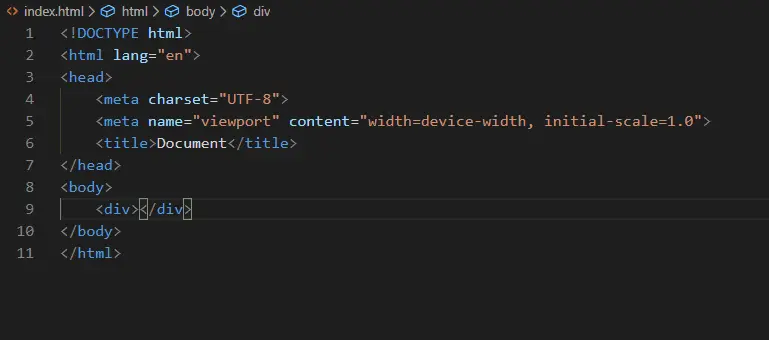 index.html > html > body > div
1 <!DOCTYPE html>
2 <html lang="en">
3 <head>
4     <meta charset="UTF-8">
5     <meta name="viewport" content="width=device-width, initial-scale=1.0">
6     <title>Document</title>
7 </head>
8 <body>
9     <div></div>
10 </body>
11 </html>